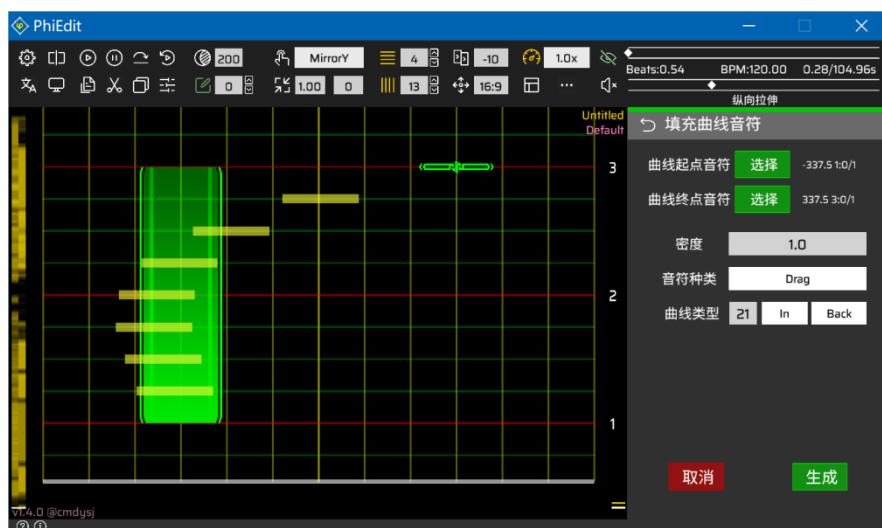 PhiEdit
200 MirrorY 4 -10 1.0x
0 1.00 0 13 16:9
Beats:0.54 BPM:120.00 0.28/104.96s
纵向拉伸
Untitled
Default
填充曲线音符
曲线起点音符 选择 -337.5 1:0/1
曲线终点音符 选择 337.5 3:0/1
密度 1.0
音符种类 Drag
曲线类型 21 In Back
3
2
1
取消 生成
v1.4.0 @cmdysj